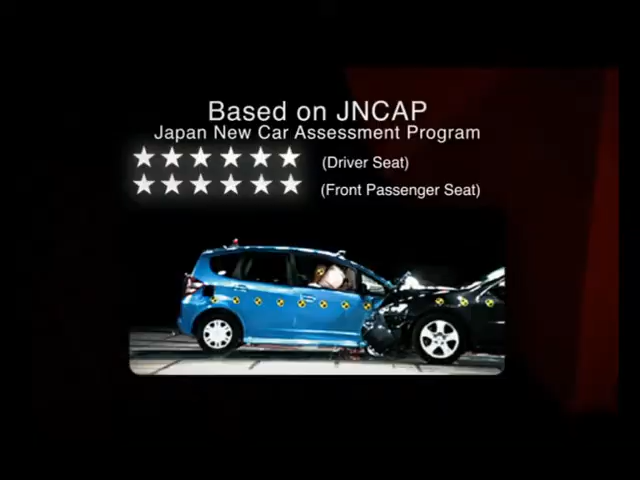 Based on JNCAP
Japan New Car Assessment Program
(Driver Seat)
(Front Passenger Seat)